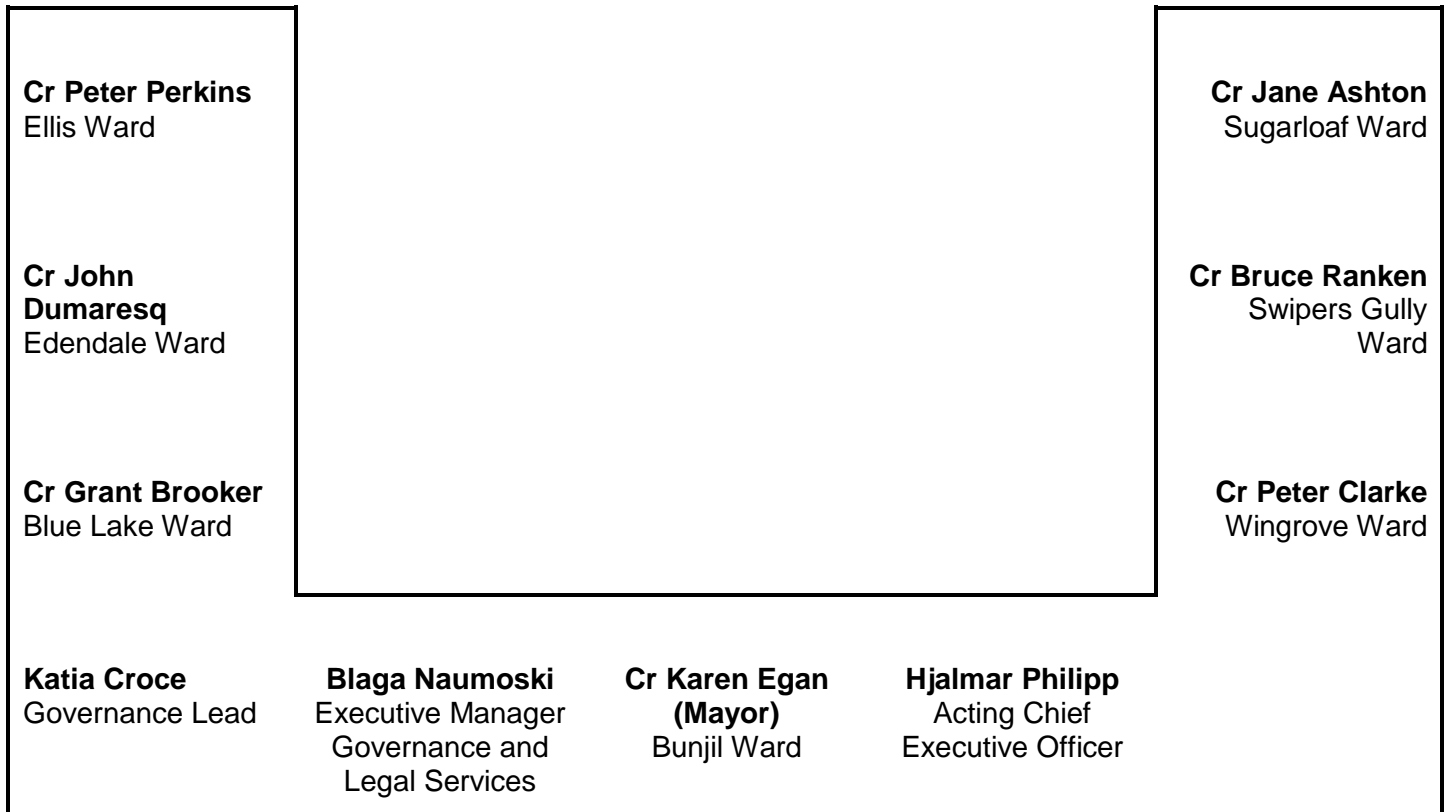 Cr Peter Perkins
Ellis Ward
Cr Jane Ashton
Sugarloaf Ward
Cr John
Dumaresq
Edendale Ward
Cr Bruce Ranken
Swipers Gully
Ward
Cr Grant Brooker
Blue Lake Ward
Cr Peter Clarke
Wingrove Ward
Katia Croce
Governance Lead
Blaga Naumoski
Executive Manager
Governance and
Legal Services
Cr Karen Egan
(Mayor)
Bunjil Ward
Hjalmar Philipp
Acting Chief
Executive Officer